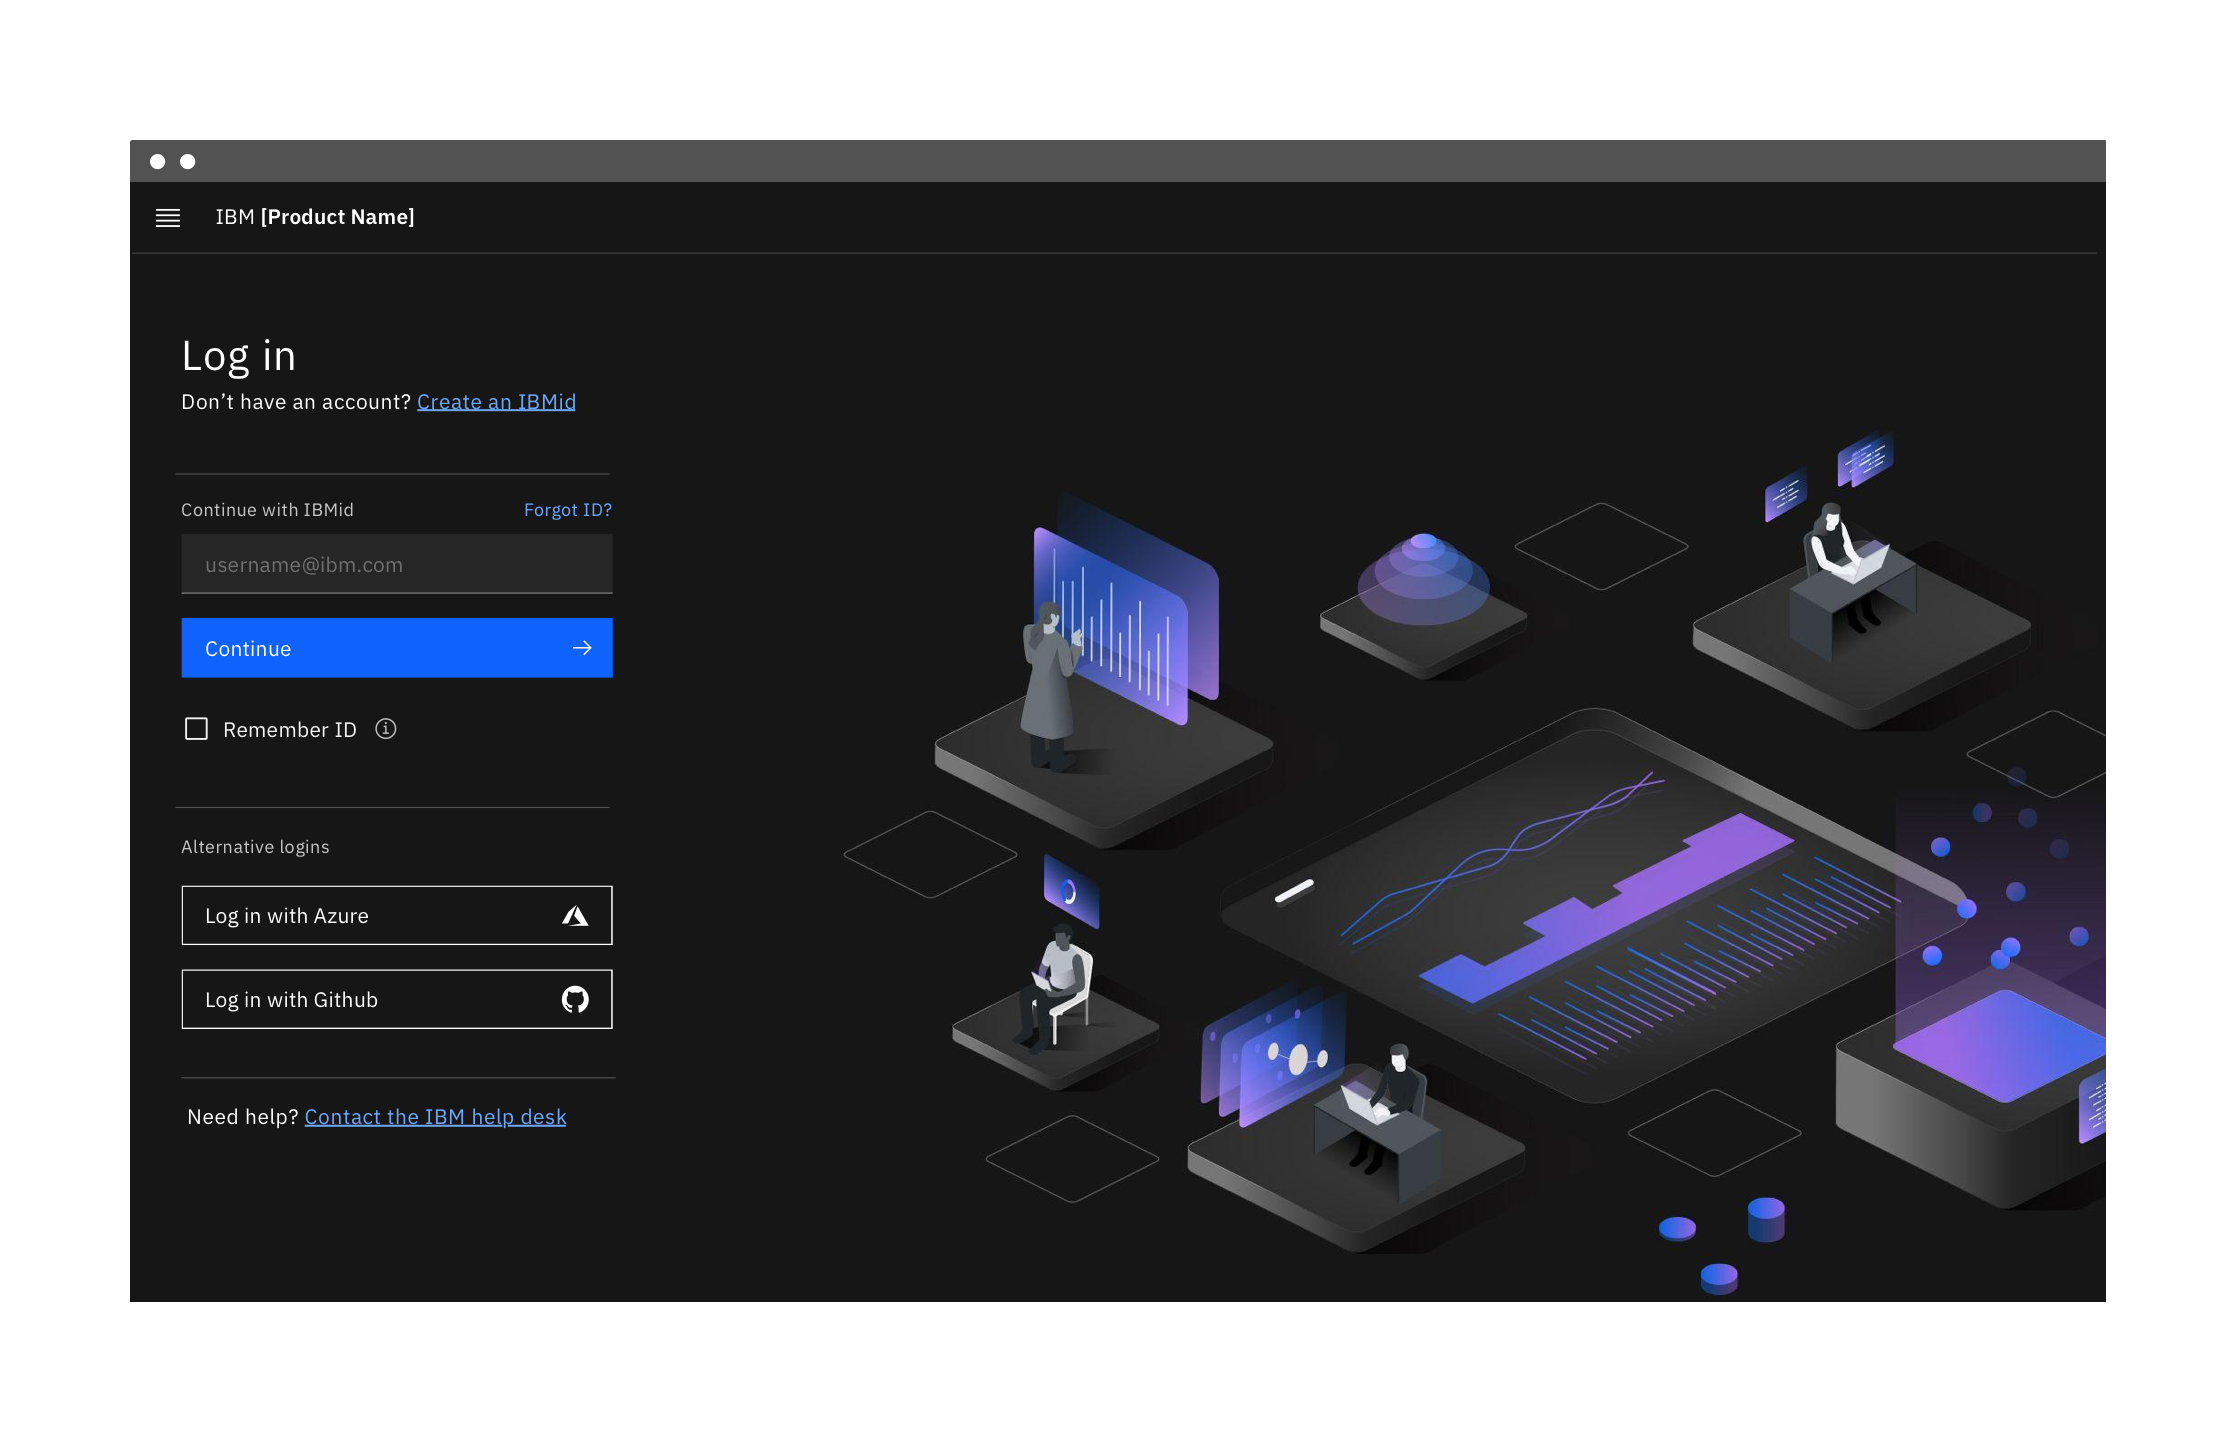 IBM [Product Name]
Log in
Don’t have an account? Create an IBMid
Continue with IBMid Forgot ID?
username@ibm.com
Continue
Remember ID
Alternative logins
Log in with Azure
Log in with Github
Need help? Contact the IBM help desk